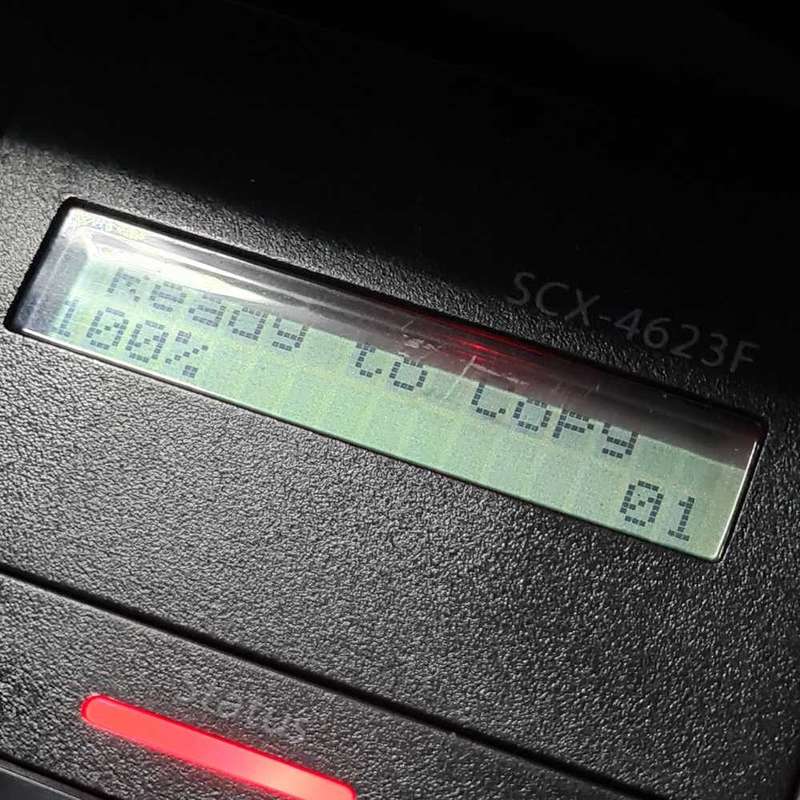 SCX-4623F
Ready to Copy
100% 01
Status